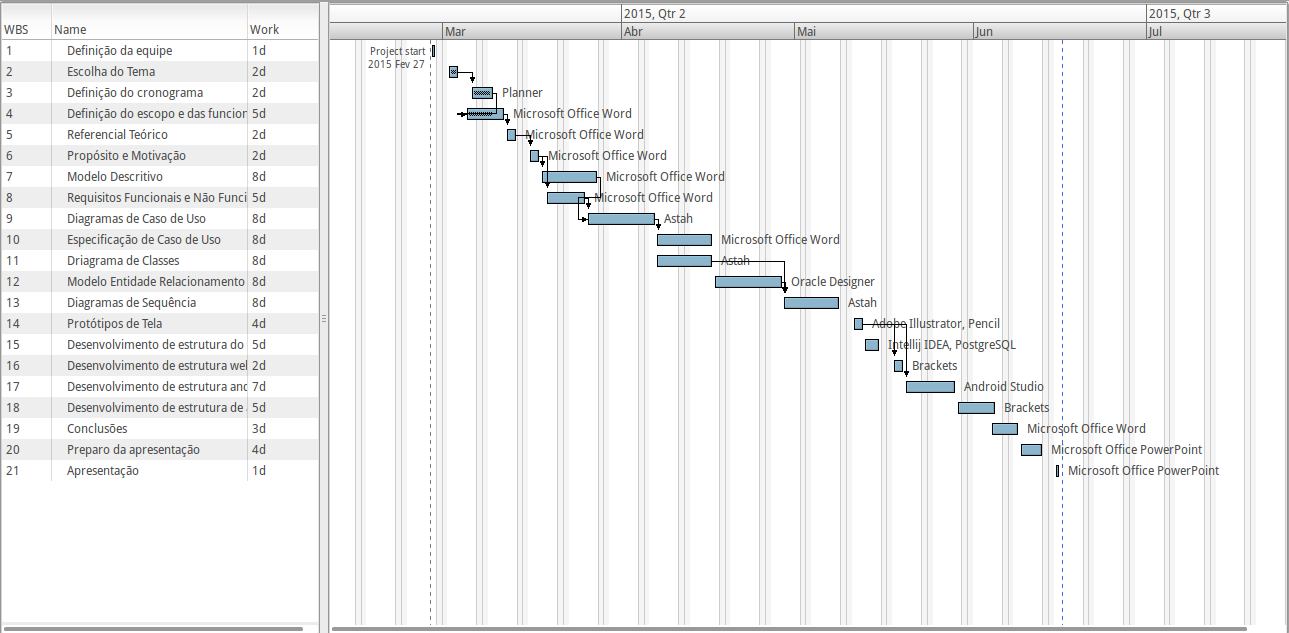 2015, Qtr 2 2015, Qtr 3
WBS Name Work Mar Abr Mai Jun Jul
1 Definição da equipe 1d Project start
2015 Fev 27
2 Escolha do Tema 2d
3 Definição do cronograma 2d Planner
4 Definição do escopo e das funcion 5d Microsoft Office Word
5 Referencial Teórico 2d Microsoft Office Word
6 Propósito e Motivação 2d Microsoft Office Word
7 Modelo Descritivo 8d Microsoft Office Word
8 Requisitos Funcionais e Não Funci 5d Microsoft Office Word
9 Diagramas de Caso de Uso 8d Astah
10 Especificação de Caso de Uso 8d Microsoft Office Word
11 Driagrama de Classes 8d Astah
12 Modelo Entidade Relacionamento 8d Oracle Designer
13 Diagramas de Sequência 8d Astah
14 Protótipos de Tela 4d Adobe Illustrator, Pencil
15 Desenvolvimento de estrutura do 5d Intellij IDEA, PostgreSQL
16 Desenvolvimento de estrutura wel 2d Brackets
17 Desenvolvimento de estrutura and 7d Android Studio
18 Desenvolvimento de estrutura de 5d Brackets
19 Conclusões 3d Microsoft Office Word
20 Preparo da apresentação 4d Microsoft Office PowerPoint
21 Apresentação 1d Microsoft Office PowerPoint